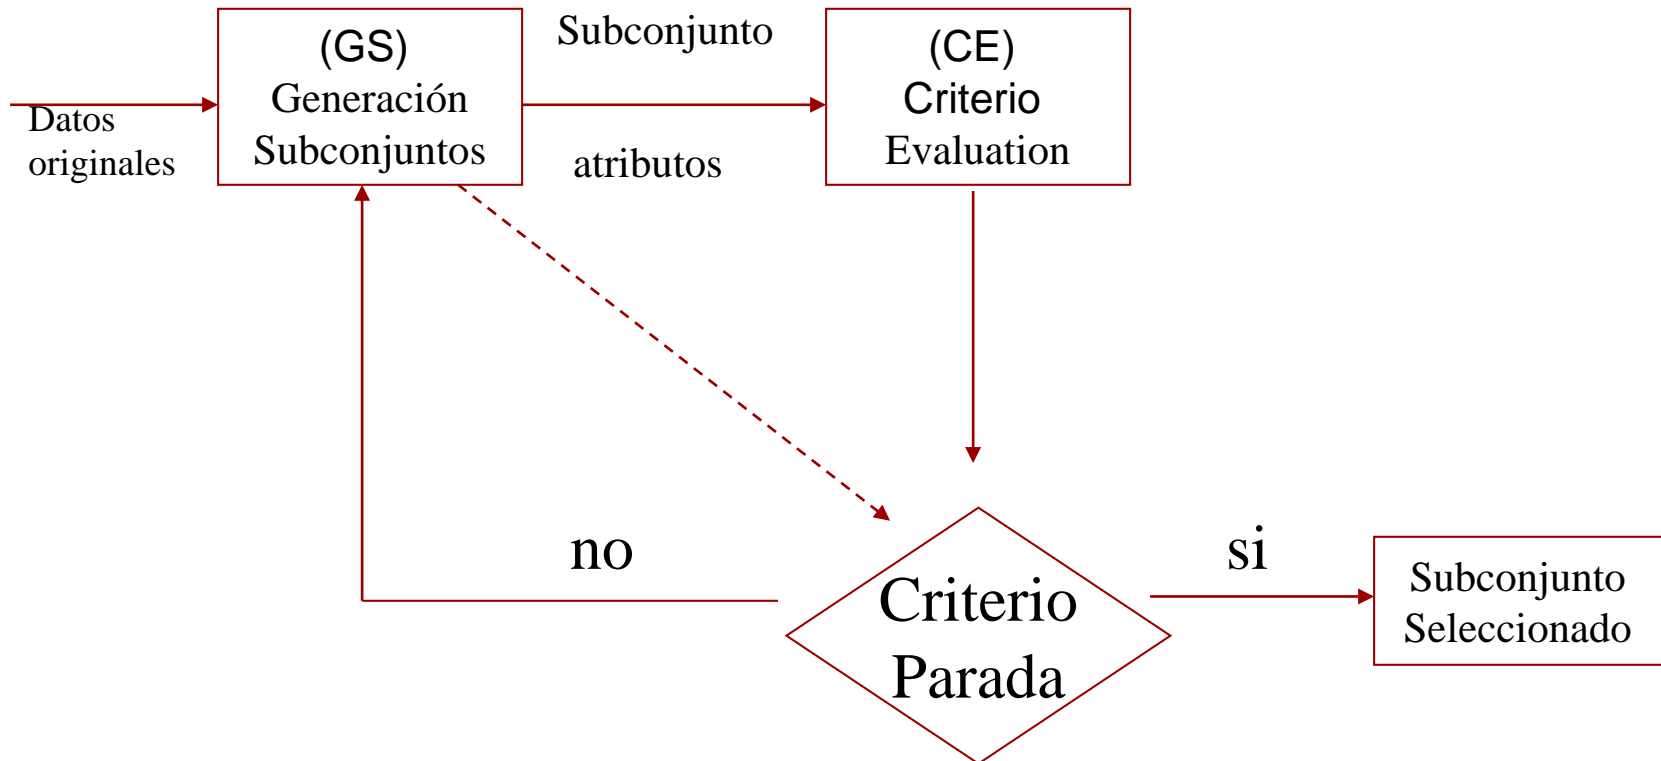 Datos
originales
(GS)
Generación
Subconjuntos
Subconjunto
atributos
(CE)
Criterio
Evaluation
no
Criterio
Parada
si
Subconjunto
Seleccionado